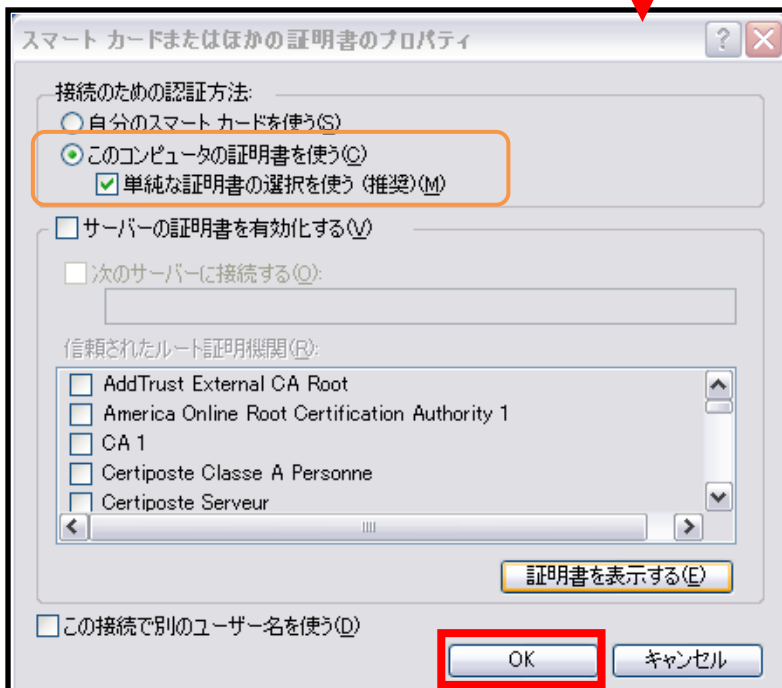 スマート カードまたはほかの証明書のプロパティ
接続のための認証方法:
自分のスマート カードを使う(S)
このコンピュータの証明書を使う(C)
単純な証明書の選択を使う (推奨)(M)
サーバーの証明書を有効化する(V)
次のサーバーに接続する(O):
信頼されたルート証明機関(R):
AddTrust External CA Root
America Online Root Certification Authority 1
CA 1
Certiposte Classe A Personne
Certiposte Serveur
証明書を表示する(E)
この接続で別のユーザー名を使う(D)
OK キャンセル